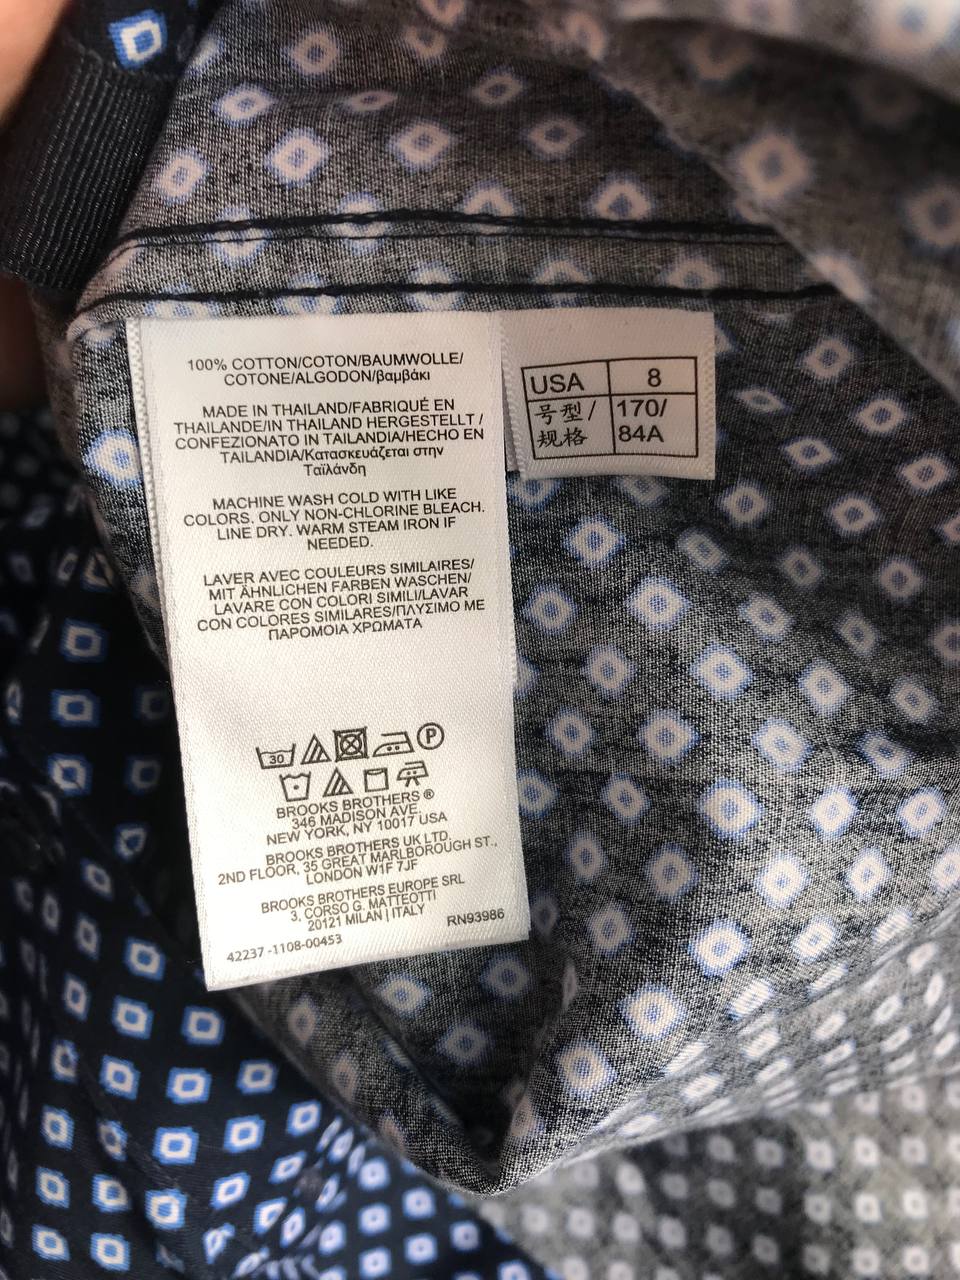 100% COTTON/COTON/BAUMWOLLE/
COTONE/ALGODON/βαμβάκι
MADE IN THAILAND/FABRIQUÉ EN
THAILANDE/IN THAILAND HERGESTELLT /
CONFEZIONATO IN TAILANDIA/HECHO EN
TAILANDIA/Κατασκευάζεται στην
Ταϊλάνδη
MACHINE WASH COLD WITH LIKE
COLORS. ONLY NON-CHLORINE BLEACH.
LINE DRY. WARM STEAM IRON IF
NEEDED.
LAVER AVEC COULEURS SIMILAIRES/
MIT ÄHNLICHEN FARBEN WASCHEN/
LAVARE CON COLORI SIMILI/LAVAR
CON COLORES SIMILARES/ΠΛΥΣΙΜΟ ΜΕ
ΠΑΡΟΜΟΙΑ ΧΡΩΜΑΤΑ
30 P
BROOKS BROTHERS ®
346 MADISON AVE.
NEW YORK, NY 10017 USA
BROOKS BROTHERS UK LTD.
2ND FLOOR, 35 GREAT MARLBOROUGH ST.,
LONDON W1F 7JF
BROOKS BROTHERS EUROPE SRL
3, CORSO G. MATTEOTTI
20121 MILAN | ITALY
RN93986
42237 -1108-00453
USA 8
号型/ 170/
规格 84A